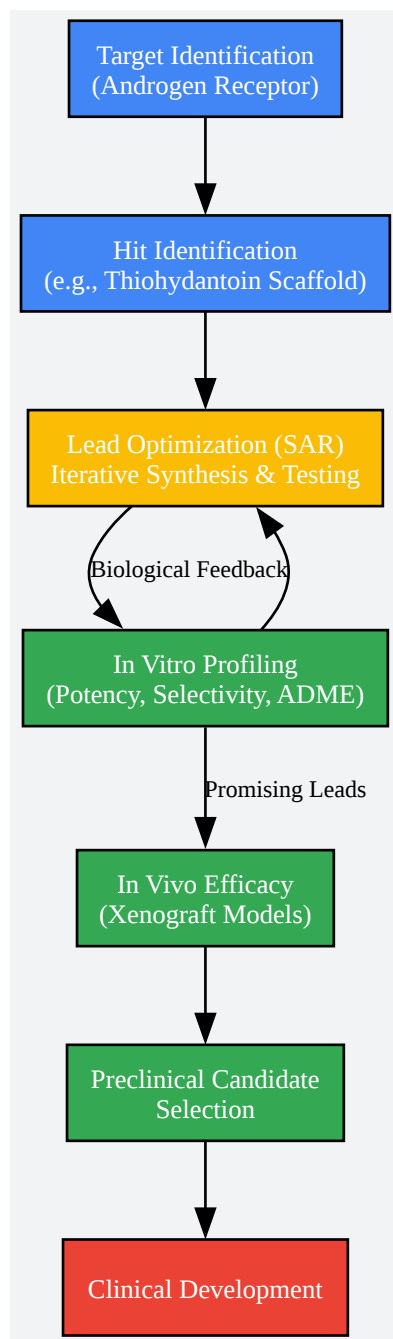 Target Identification
(Androgen Receptor)
Hit Identification
(e.g., Thiohydantoin Scaffold)
Lead Optimization (SAR)
Iterative Synthesis & Testing
Biological Feedback
In Vitro Profiling
(Potency, Selectivity, ADME)
Promising Leads
In Vivo Efficacy
(Xenograft Models)
Preclinical Candidate
Selection
Clinical Development